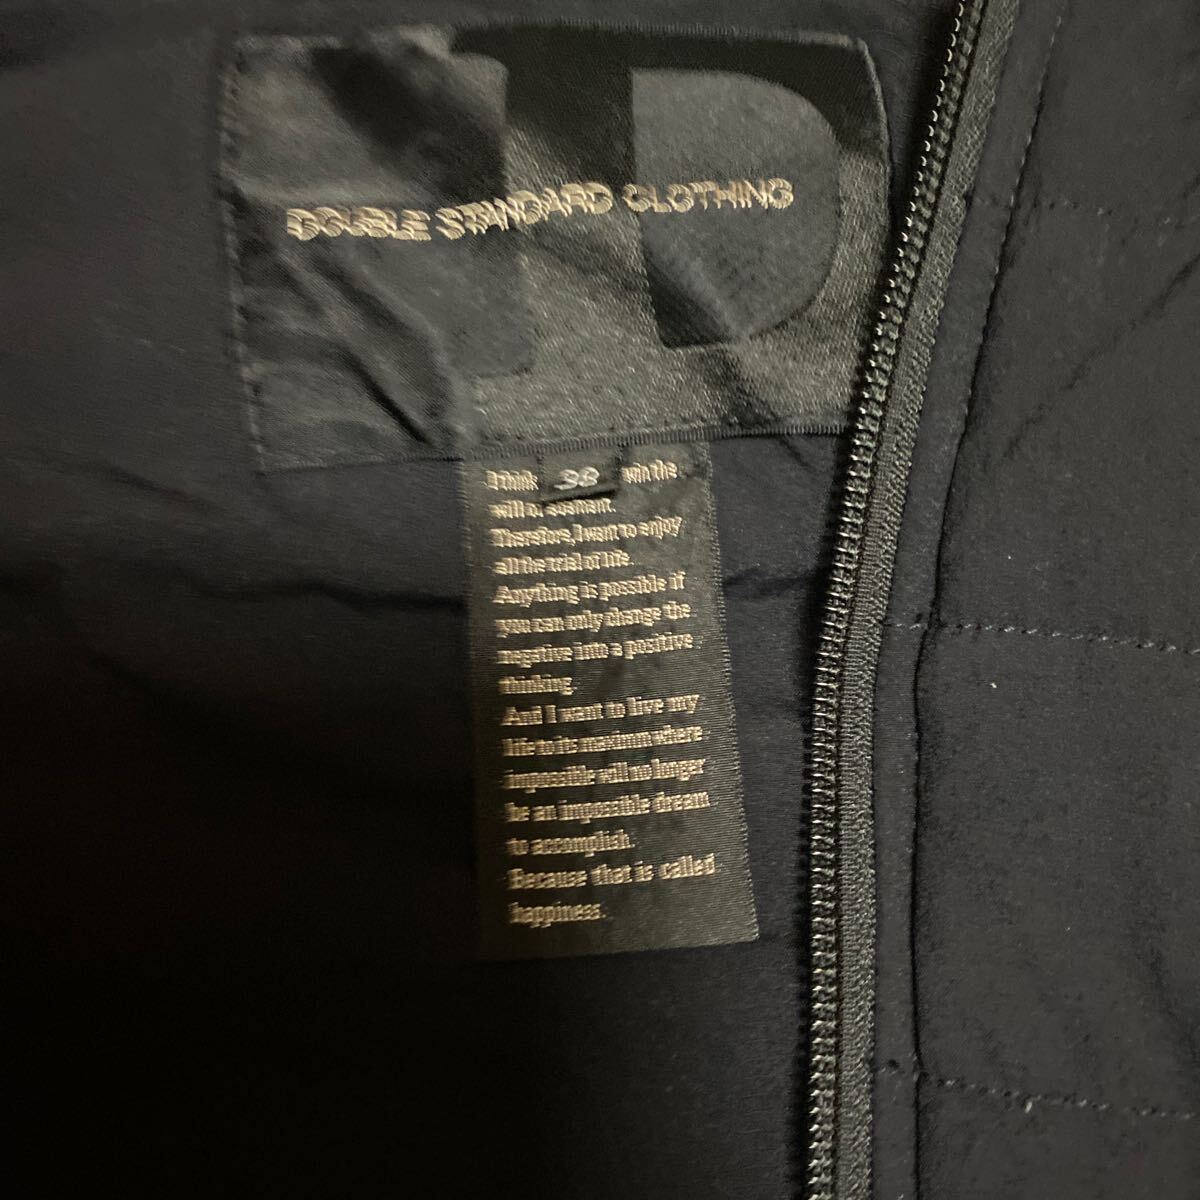 DOUBLE STANDARD CLOTHING
I think 38 win the
will of
Therefore, I want to enjoy
all the trial of life.
Anything is possible if
you can only change the
negative into a positive
thinking.
And I want to live my
life to its maximum where
impossible will no longer
be an impossible dream
to accomplish.
Because that is called
happiness.